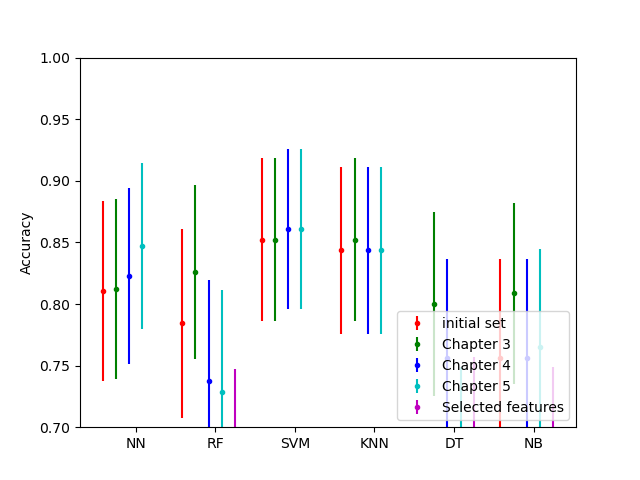 1.00
0.95
0.90
0.85
0.80
0.75
0.70
Accuracy
initial set
Chapter 3
Chapter 4
Chapter 5
Selected features
NN RF SVM KNN DT NB